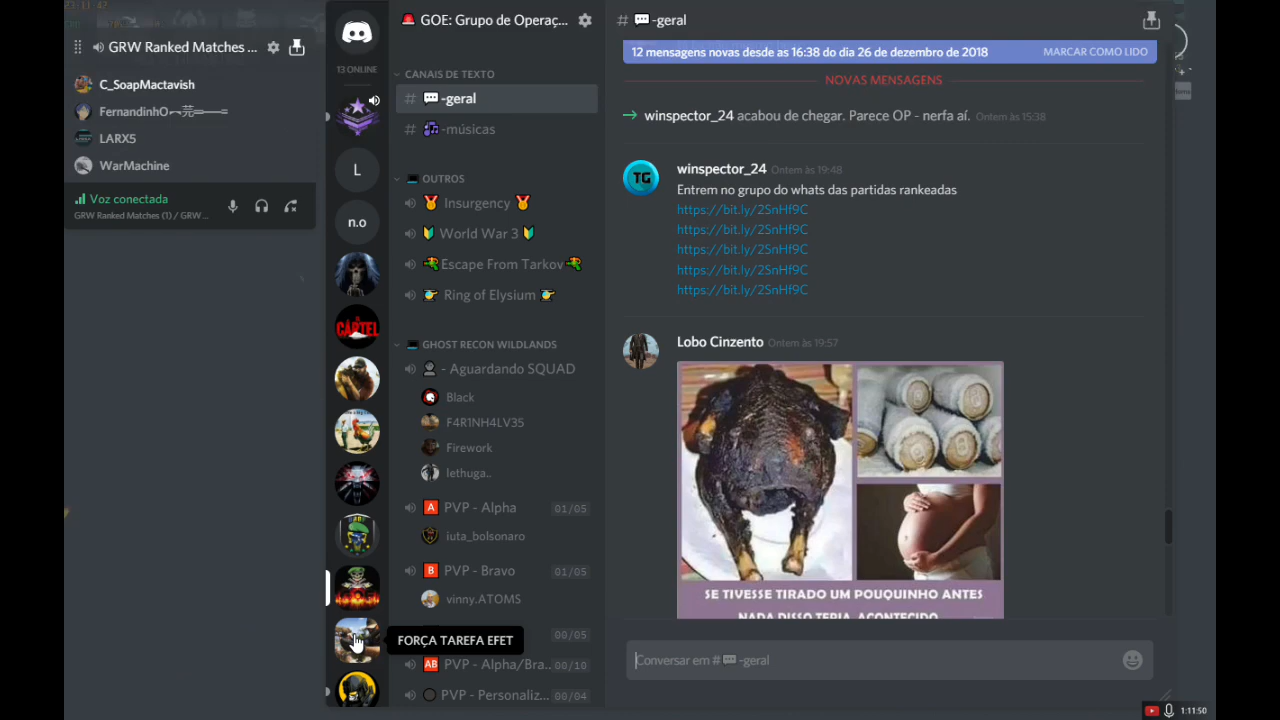 GRW Ranked Matches ...
C_SoapMactavish
LARX5
WarMachine
Voz conectada
GRW Ranked Matches (1) / GRW ...
13 ONLINE
L
n.o
CARTEL
FORÇA TAREFA EFET
GOE: Grupo de Operaç...
CANAIS DE TEXTO
# -geral
# -músicas
OUTROS
Insurgency
World War 3
Escape From Tarkov
Ring of Elysium
GHOST RECON WILDLANDS
- Aguardando SQUAD
Black
F4R1NH4LV35
Firework
lethuga..
A PVP - Alpha 01/05
iuta_bolsonaro
B PVP - Bravo 01/05
vinny.ATOMS
00/05
AB PVP - Alpha/Bra... 00/10
PVP - Personaliz... 00/04
# -geral
12 mensagens novas desde as 16:38 do dia 26 de dezembro de 2018 MARCAR COMO LIDO
NOVAS MENSAGENS
winspector_24 acabou de chegar. Parece OP - nerfa aí. Ontem às 15:38
TG
winspector_24 Ontem às 19:48
Entrem no grupo do whats das partidas rankeadas
https://bit.ly/2SnHf9C
https://bit.ly/2SnHf9C
https://bit.ly/2SnHf9C
https://bit.ly/2SnHf9C
https://bit.ly/2SnHf9C
Lobo Cinzento Ontem às 19:57
SE TIVESSE TIRADO UM POUQUINHO ANTES
NADA DISSO TERIA ACONTECIDO
Conversar em # -geral
1:11:50